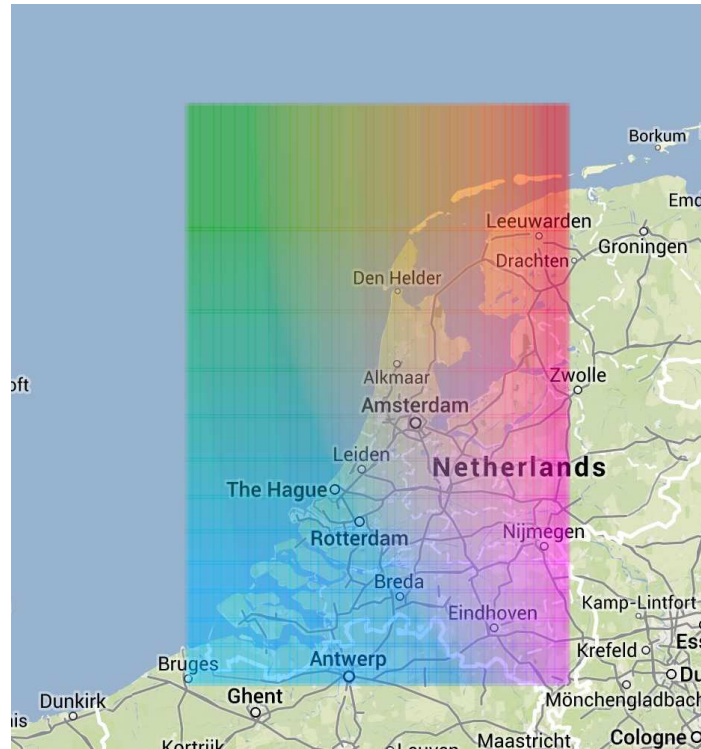 Borkum
Emd
Leeuwarden
Groningen
Drachten
Den Helder
oft
Alkmaar
Zwolle
Amsterdam
Leiden
Netherlands
The Hague
Rotterdam
Nijmegen
Breda
Kamp-Lintfort
Eindhoven
Ess
Krefeld
Antwerp
Bruges
Du
Ghent
Mönchengladbach
Dunkirk
nis
Kortrijk
Leuven
Maastricht
Cologne